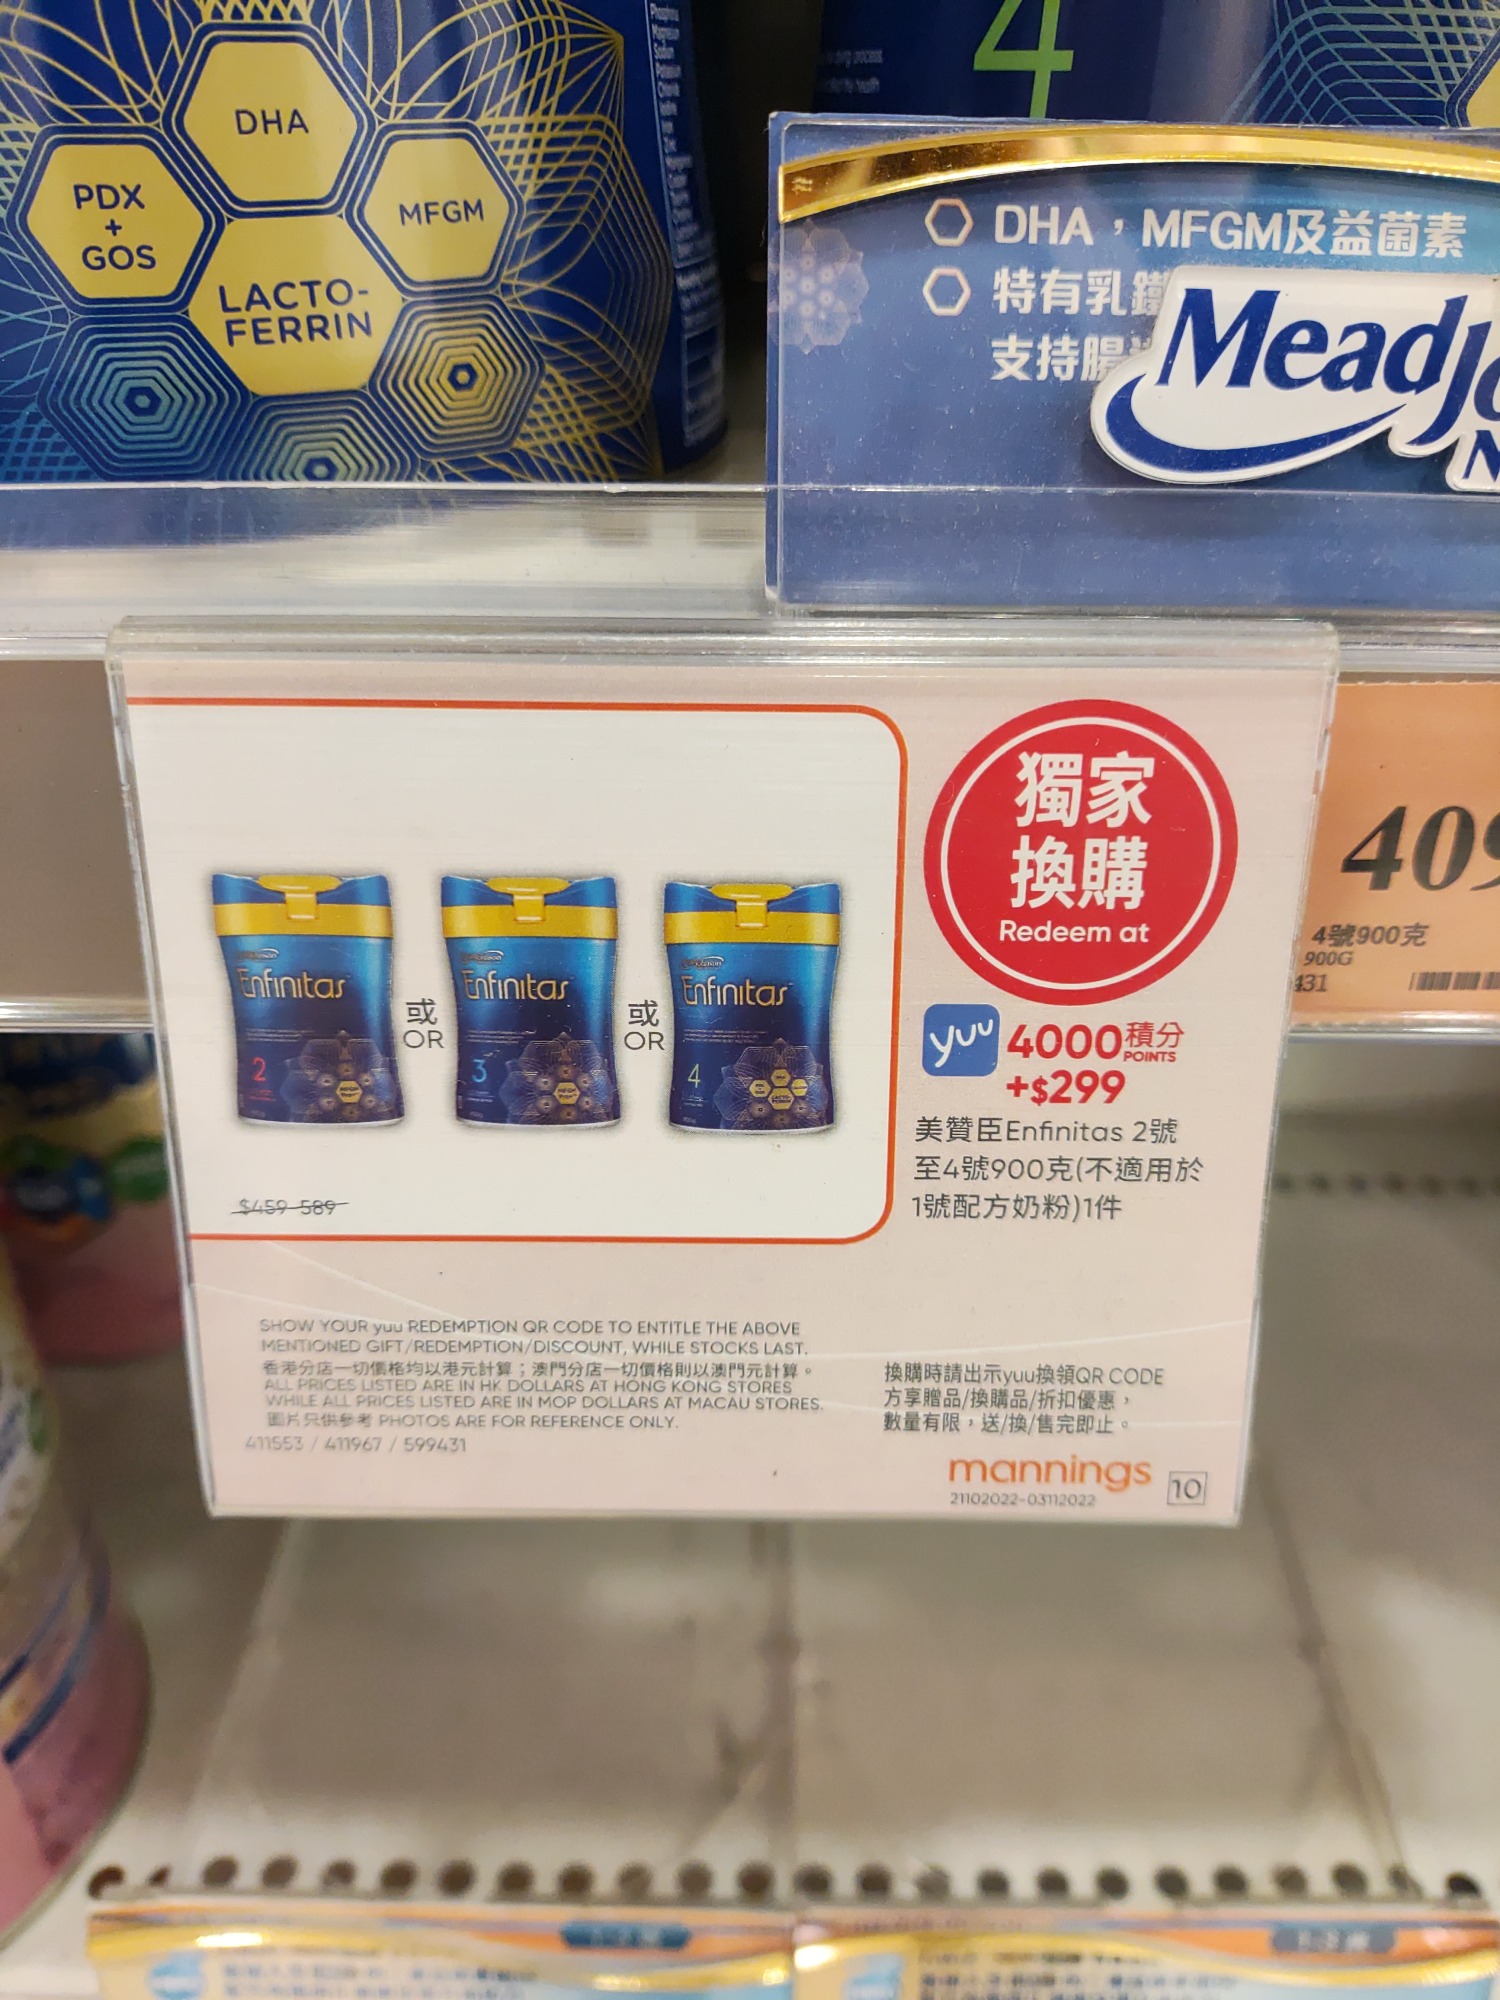 DHA
PDX
+
GOS
MFGM
LACTO-
FERRIN
4
DHA，MFGM及益菌素
特有乳鐵
支持腸
MeadJo
獨家
換購
Redeem at
yuu 4000積分
POINTS
+$299
美贊臣Enfinitas 2號
至4號900克(不適用於
1號配方奶粉)1件
Enfinitas
2
或
OR
Enfinitas
3
或
OR
Enfinitas
4
$459-589
SHOW YOUR yuu REDEMPTION QR CODE TO ENTITLE THE ABOVE
MENTIONED GIFT/REDEMPTION/DISCOUNT, WHILE STOCKS LAST.
香港分店一切價格均以港元計算；澳門分店一切價格則以澳門元計算。
ALL PRICES LISTED ARE IN HK DOLLARS AT HONG KONG STORES
WHILE ALL PRICES LISTED ARE IN MOP DOLLARS AT MACAU STORES.
圖片只供參考 PHOTOS ARE FOR REFERENCE ONLY.
411553 / 411967 / 599431
換購時請出示yuu換領QR CODE
方享贈品/換購品/折扣優惠，
數量有限，送/換/售完即止。
mannings
21102022-03112022
10
409
4號900克
900G
431